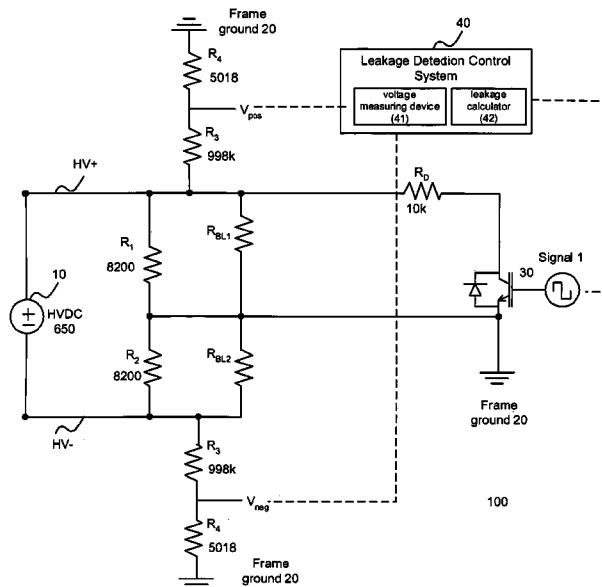 Frame
ground 20
R4
5018
Vpos
R3
998k
40
Leakage Detection Control
System
voltage
measuring device
(41)
leakage
calculator
(42)
HV+
RD
10k
R1
8200
RBL1
Signal 1
30
10
HVDC
650
R2
8200
RBL2
Frame
ground 20
HV-
R3
998k
Vneg
100
R4
5018
Frame
ground 20